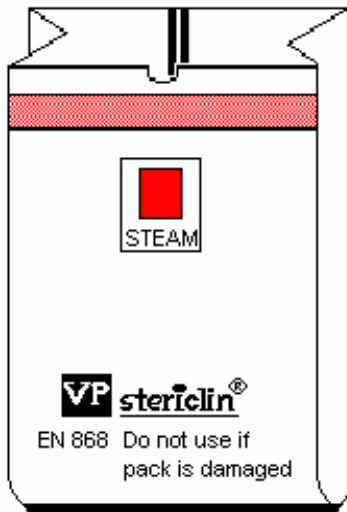 STEAM
VP stericlin®
EN 868 Do not use if
pack is damaged